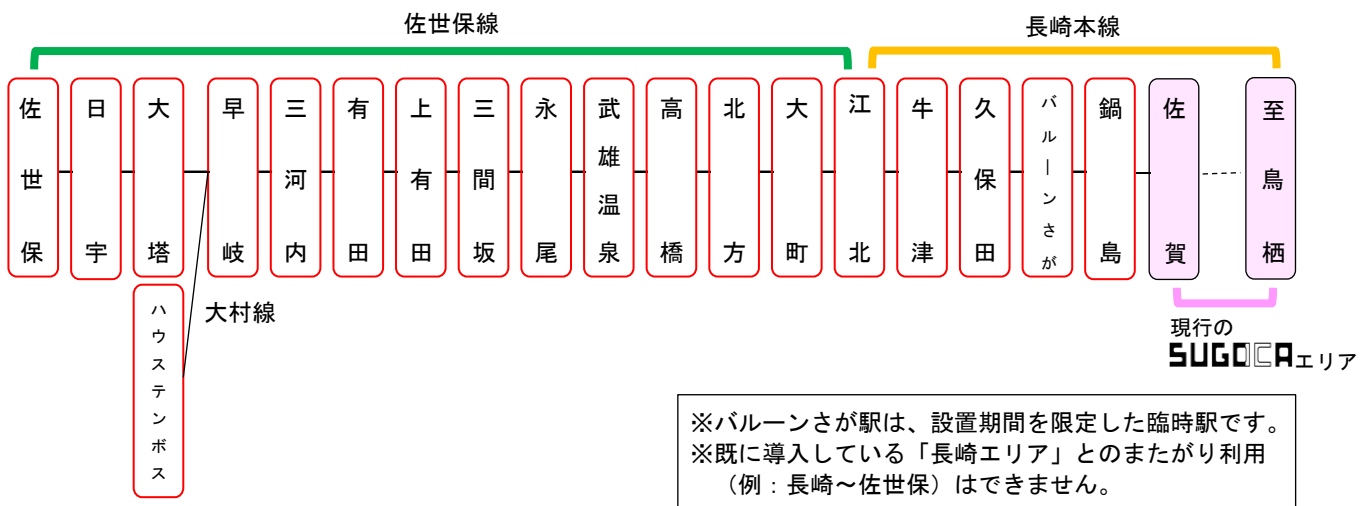 佐世保線
長崎本線
佐世保
日宇
大塔
早岐
三河内
有田
上有田
三間坂
永尾
武雄温泉
高橋
北方
大町
江北
牛津
久保田
バルーンさが
鍋島
佐賀
至鳥栖
ハウステンボス
大村線
現行の
SUGOCAエリア
※バルーンさが駅は、設置期間を限定した臨時駅です。
※既に導入している「長崎エリア」とのまたがり利用
(例:長崎~佐世保)はできません。